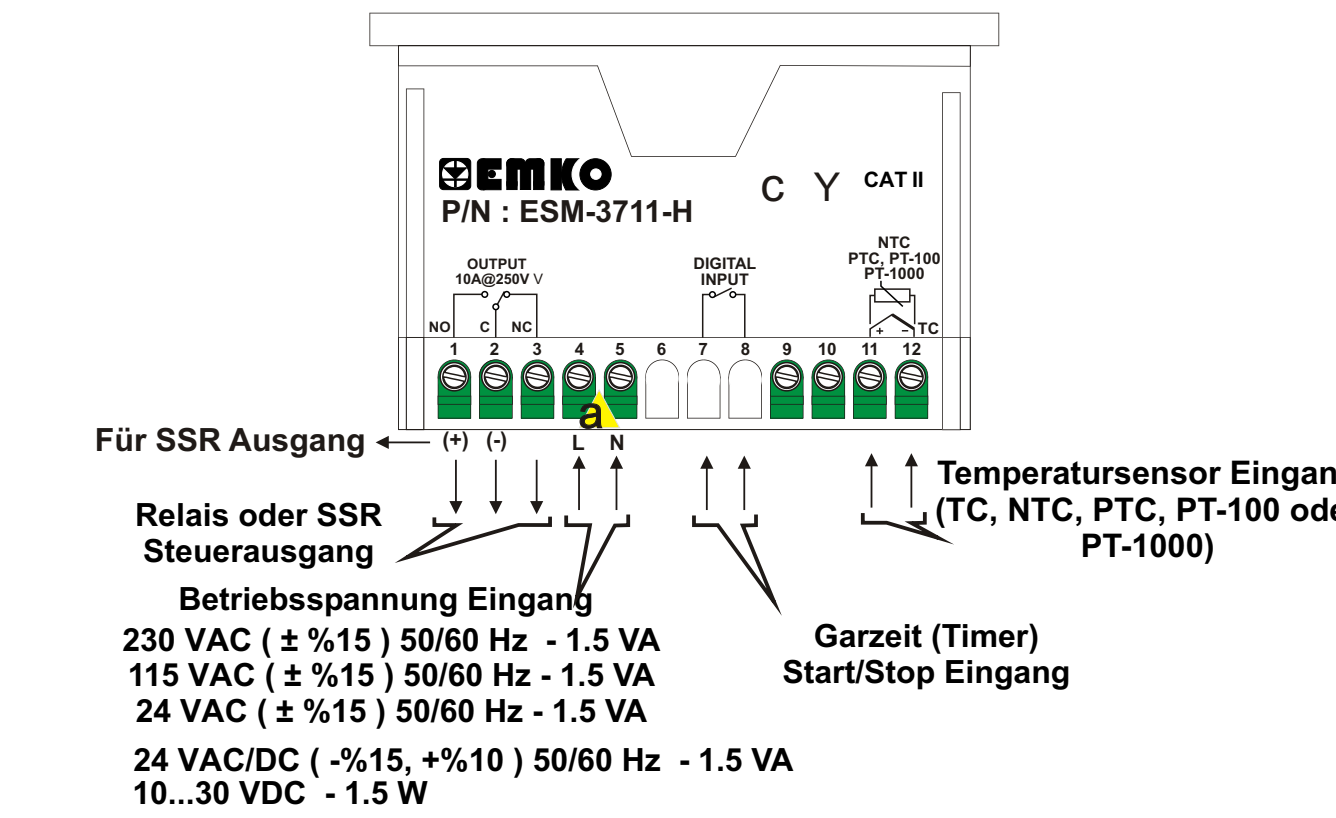 EMKO
P/N : ESM-3711-H
C Y CAT II
OUTPUT
10A@250V V
DIGITAL
INPUT
NTC
PTC, PT-100
PT-1000
NO C NC
+ - TC
1 2 3 4 5 6 7 8 9 10 11 12
a
Für SSR Ausgang (+) (-) L N
Relais oder SSR
Steuerausgang
Temperatursensor Eingan
(TC, NTC, PTC, PT-100 ode
PT-1000)
Betriebsspannung Eingang
230 VAC ( ± %15 ) 50/60 Hz - 1.5 VA
115 VAC ( ± %15 ) 50/60 Hz - 1.5 VA
24 VAC ( ± %15 ) 50/60 Hz - 1.5 VA
24 VAC/DC ( -%15, +%10 ) 50/60 Hz - 1.5 VA
10...30 VDC - 1.5 W
Garzeit (Timer)
Start/Stop Eingang